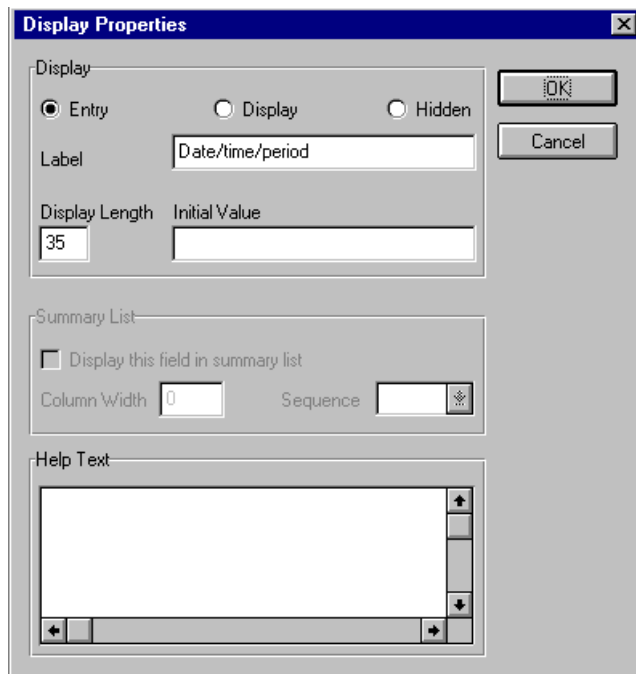 Display Properties
Display
Entry Display Hidden
OK
Label Date/time/period
Cancel
Display Length Initial Value
35
Summary List
Display this field in summary list
Column Width 0 Sequence
Help Text